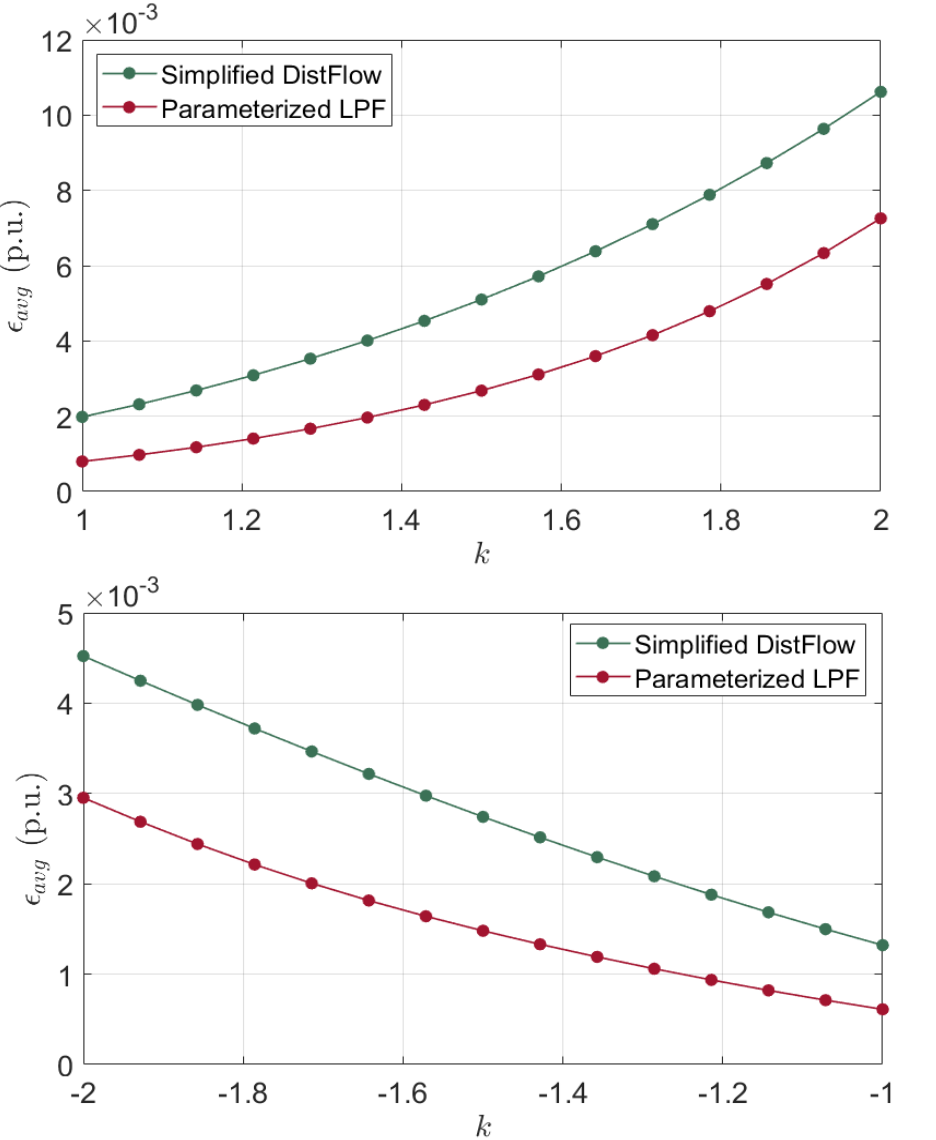 ×10⁻³
12
10
8
6
4
2
0
ϵavg (p.u.)
Simplified DistFlow
Parameterized LPF
1 1.2 1.4 1.6 1.8 2
k
×10⁻³
5
4
3
2
1
0
ϵavg (p.u.)
Simplified DistFlow
Parameterized LPF
-2 -1.8 -1.6 -1.4 -1.2 -1
k